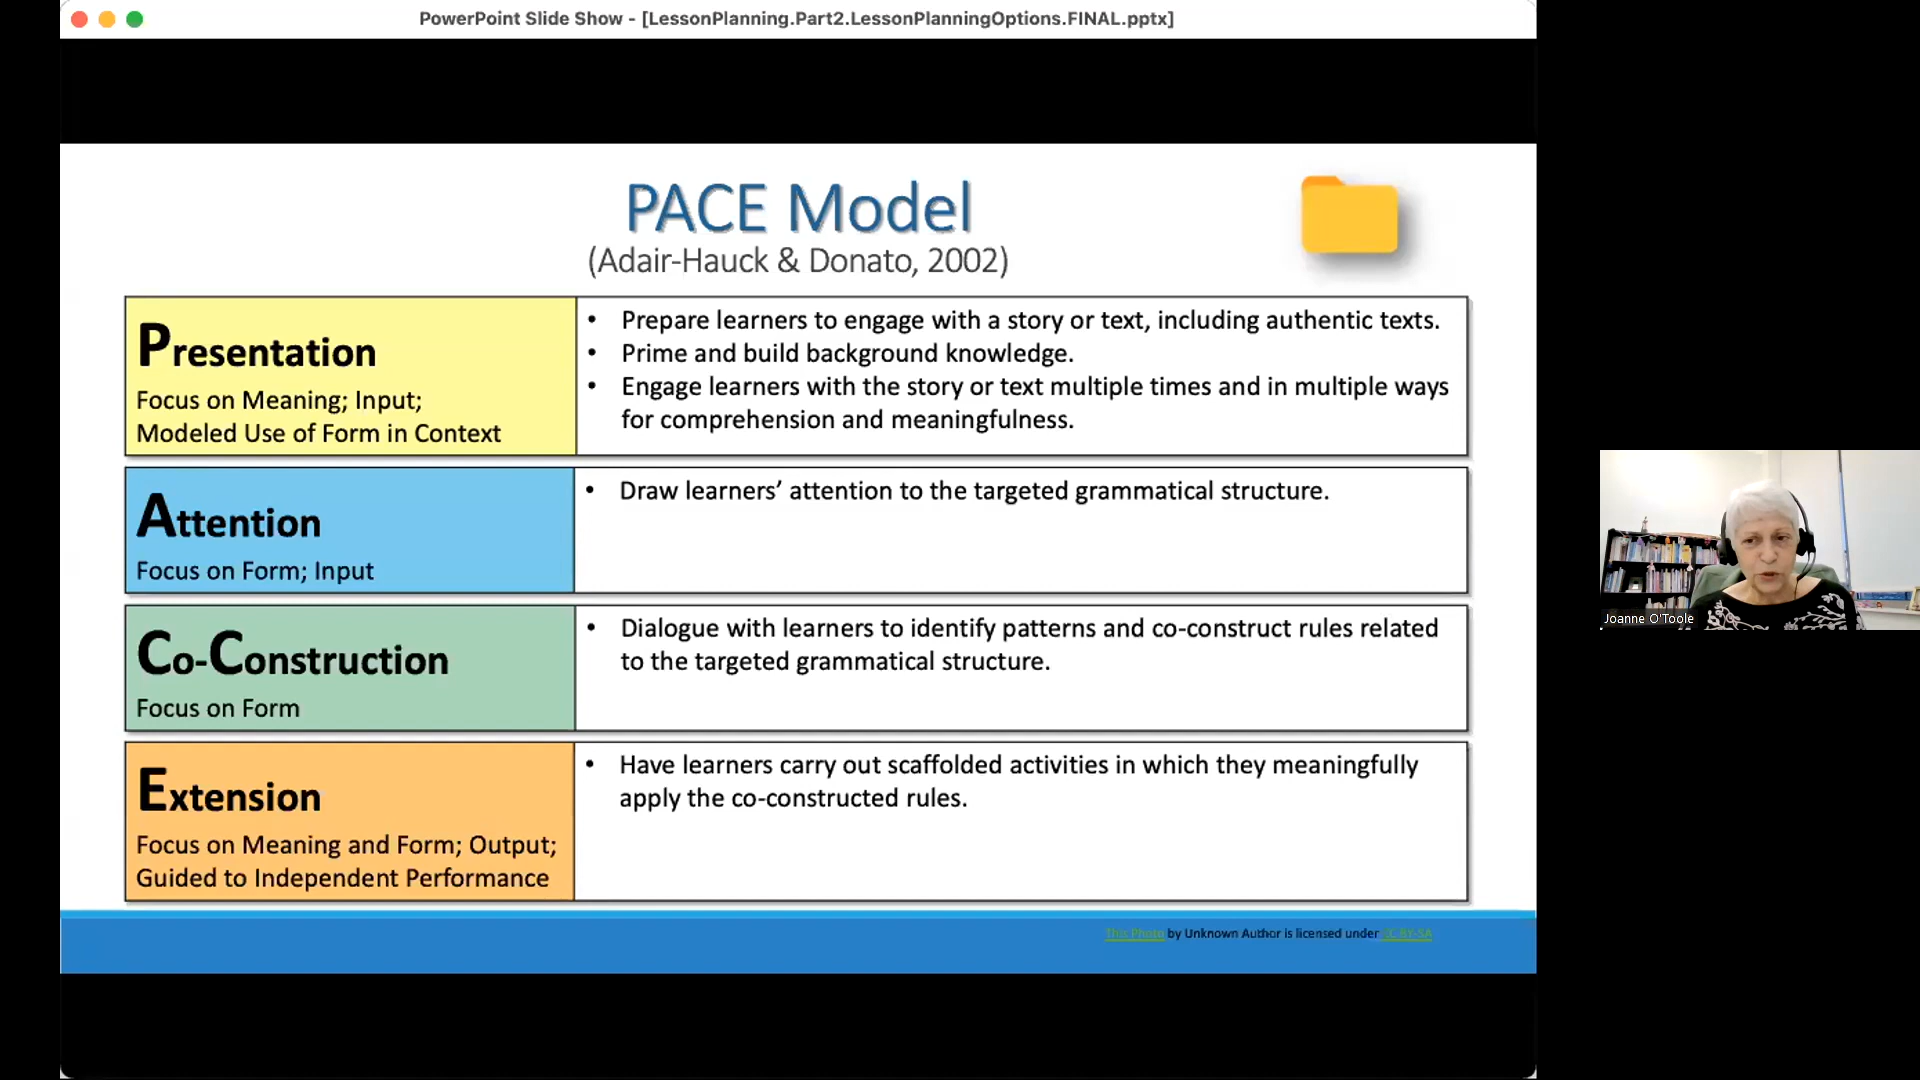 PowerPoint Slide Show - [LessonPlanning.Part2.LessonPlanningOptions.FINAL.pptx]
PACE Model
(Adair-Hauck & Donato, 2002)
Presentation
Focus on Meaning; Input;
Modeled Use of Form in Context
• Prepare learners to engage with a story or text, including authentic texts.
• Prime and build background knowledge.
• Engage learners with the story or text multiple times and in multiple ways
for comprehension and meaningfulness.
Attention
Focus on Form; Input
• Draw learners’ attention to the targeted grammatical structure.
Co-Construction
Focus on Form
• Dialogue with learners to identify patterns and co-construct rules related
to the targeted grammatical structure.
Extension
Focus on Meaning and Form; Output;
Guided to Independent Performance
• Have learners carry out scaffolded activities in which they meaningfully
apply the co-constructed rules.
This Photo by Unknown Author is licensed under CC BY-SA
Joanne O'Toole